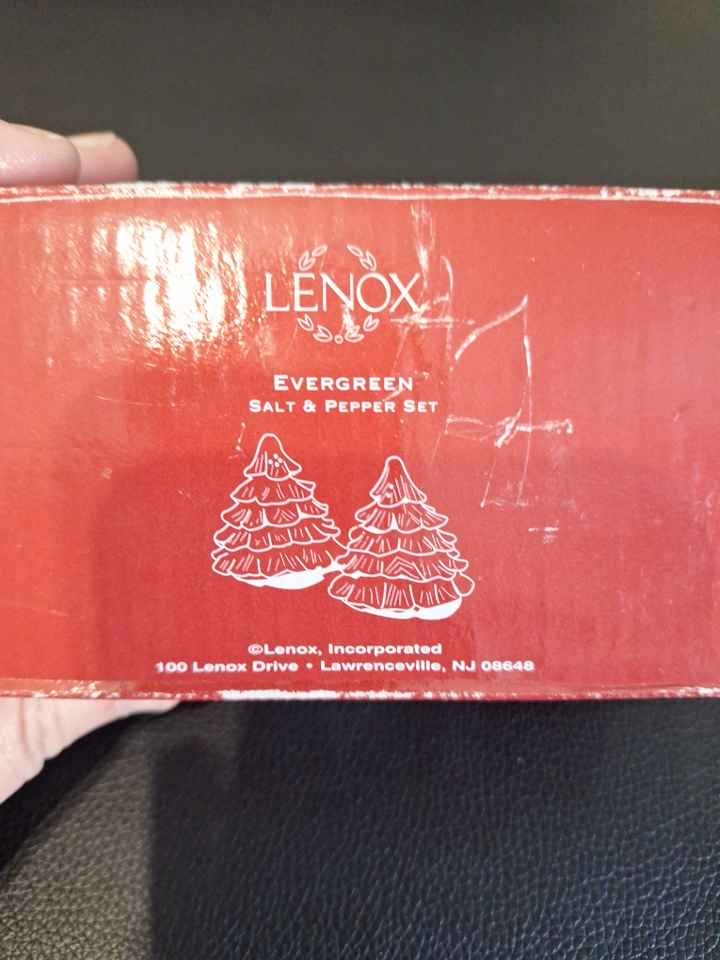 LENOX
EVERGREEN
SALT & PEPPER SET
©Lenox, Incorporated
100 Lenox Drive • Lawrenceville, NJ 08648